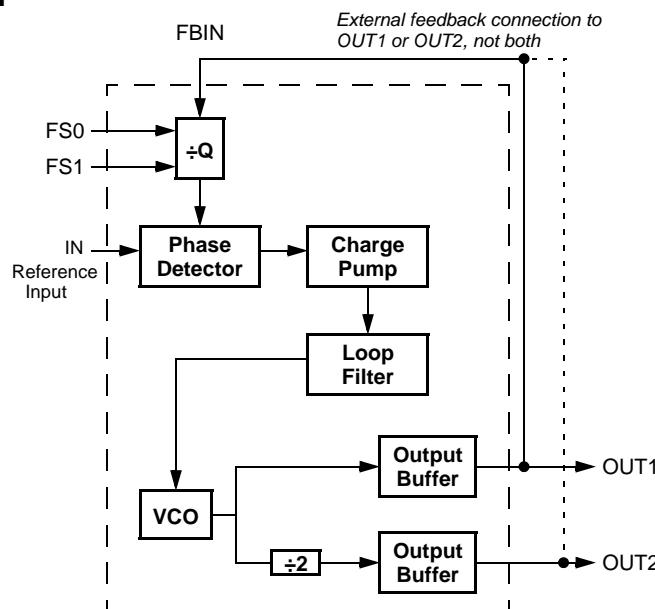 External feedback connection to
OUT1 or OUT2, not both
FBIN
FS0
FS1
÷Q
IN
Reference
Input
Phase
Detector
Charge
Pump
Loop
Filter
Output
Buffer
OUT1
VCO
÷2
Output
Buffer
OUT2